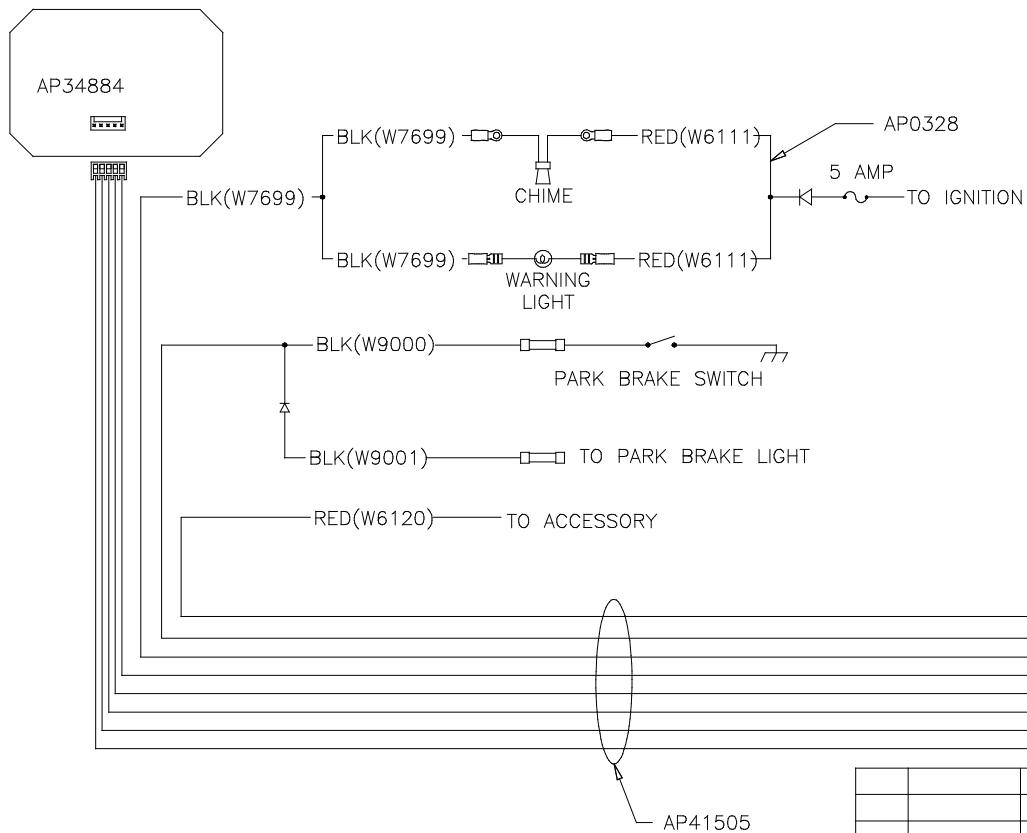 AP34884
BLK(W7699)
RED(W6111)
AP0328
CHIME
5 AMP
BLK(W7699)
TO IGNITION
BLK(W7699)
RED(W6111)
WARNING
LIGHT
BLK(W9000)
PARK BRAKE SWITCH
BLK(W9001)
TO PARK BRAKE LIGHT
RED(W6120)
TO ACCESSORY
AP41505